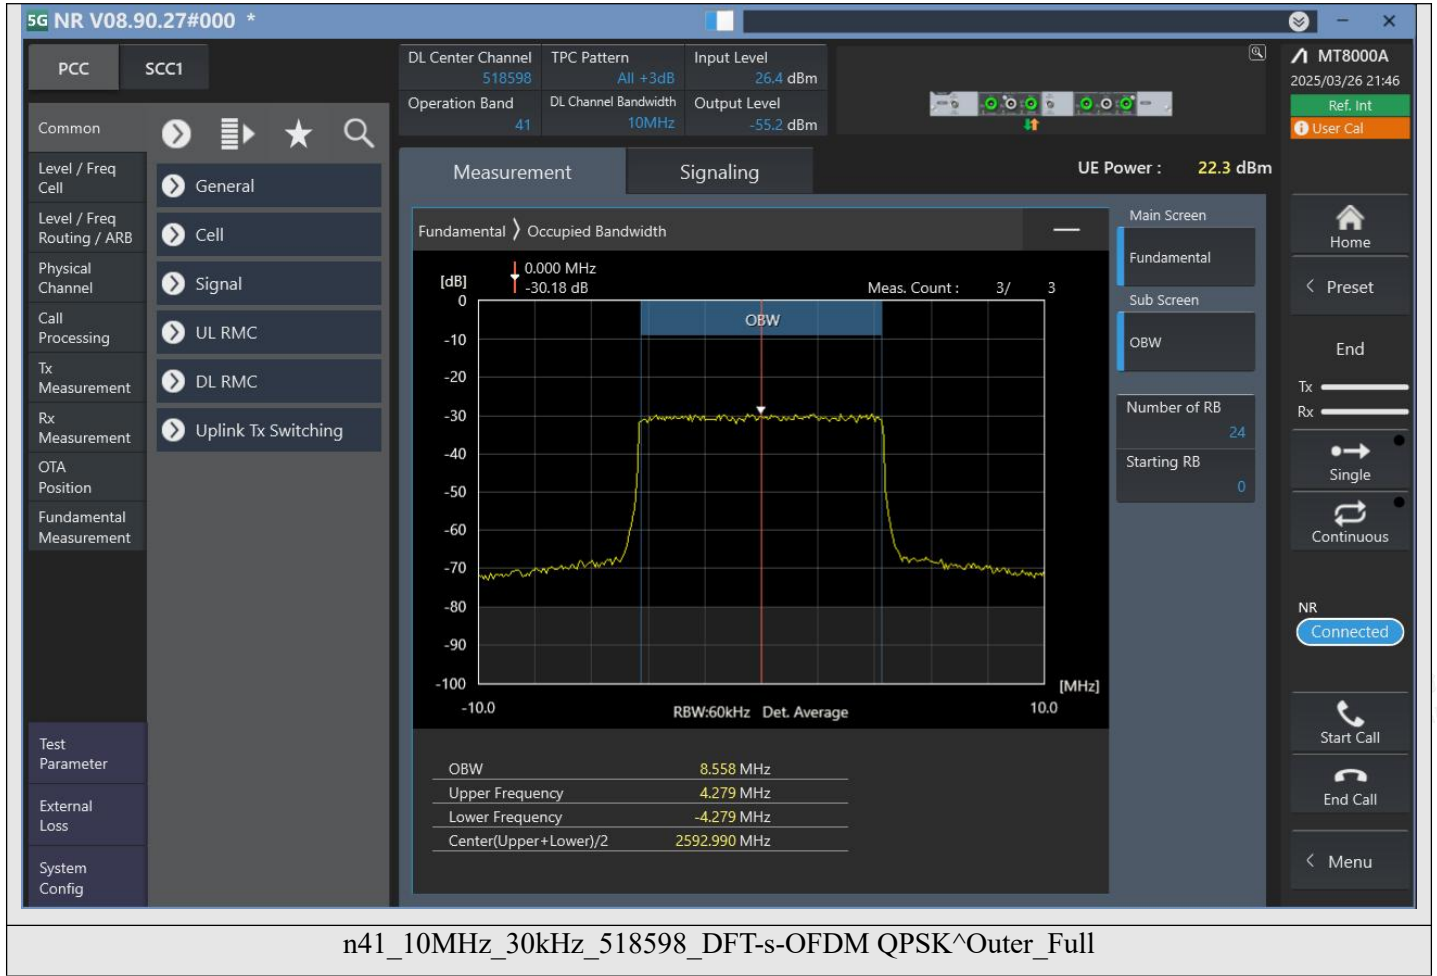 5G NR V08.90.27#000 *
PCC SCC1
Common
Level / Freq
Cell
Level / Freq
Routing / ARB
Physical
Channel
Call
Processing
Tx
Measurement
Rx
Measurement
OTA
Position
Fundamental
Measurement
Test
Parameter
External
Loss
System
Config
General
Cell
Signal
UL RMC
DL RMC
Uplink Tx Switching
DL Center Channel TPC Pattern Input Level
518598 All +3dB 26.4 dBm
Operation Band DL Channel Bandwidth Output Level
41 10MHz -55.2 dBm
Measurement Signaling
UE Power : 22.3 dBm
Fundamental Occupied Bandwidth
[dB] 0.000 MHz
-30.18 dB Meas. Count : 3/ 3
OBW
0
-10
-20
-30
-40
-50
-60
-70
-80
-90
-100
[MHz]
-10.0 RBW:60kHz Det. Average 10.0
OBW 8.558 MHz
Upper Frequency 4.279 MHz
Lower Frequency -4.279 MHz
Center(Upper+Lower)/2 2592.990 MHz
Main Screen
Fundamental
Sub Screen
OBW
Number of RB
24
Starting RB
0
MT8000A
2025/03/26 21:46
Ref. Int
User Cal
Home
Preset
End
Tx
Rx
Single
Continuous
NR
Connected
Start Call
End Call
Menu
n41_10MHz_30kHz_518598_DFT-s-OFDM QPSK^Outer_Full